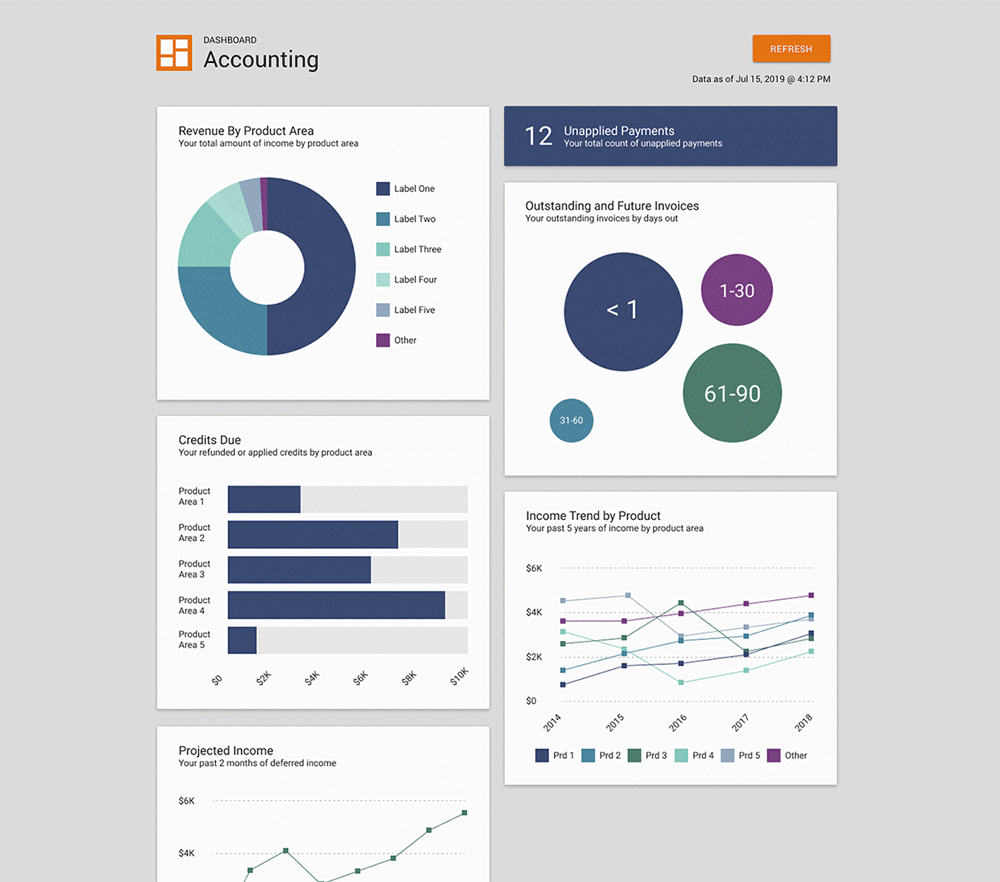 DASHBOARD
Accounting
REFRESH
Data as of Jul 15, 2019 @ 4:12 PM
Revenue By Product Area
Your total amount of income by product area
Label One
Label Two
Label Three
Label Four
Label Five
Other
12
Unapplied Payments
Your total count of unapplied payments
Outstanding and Future Invoices
Your outstanding invoices by days out
< 1
1-30
61-90
31-60
Credits Due
Your refunded or applied credits by product area
Product
Area 1
Product
Area 2
Product
Area 3
Product
Area 4
Product
Area 5
$0 $2K $4K $6K $8K $10K
Income Trend by Product
Your past 5 years of income by product area
$6K
$4K
$2K
$0
2014 2015 2016 2017 2018
Prd 1 Prd 2 Prd 3 Prd 4 Prd 5 Other
Projected Income
Your past 2 months of deferred income
$6K
$4K